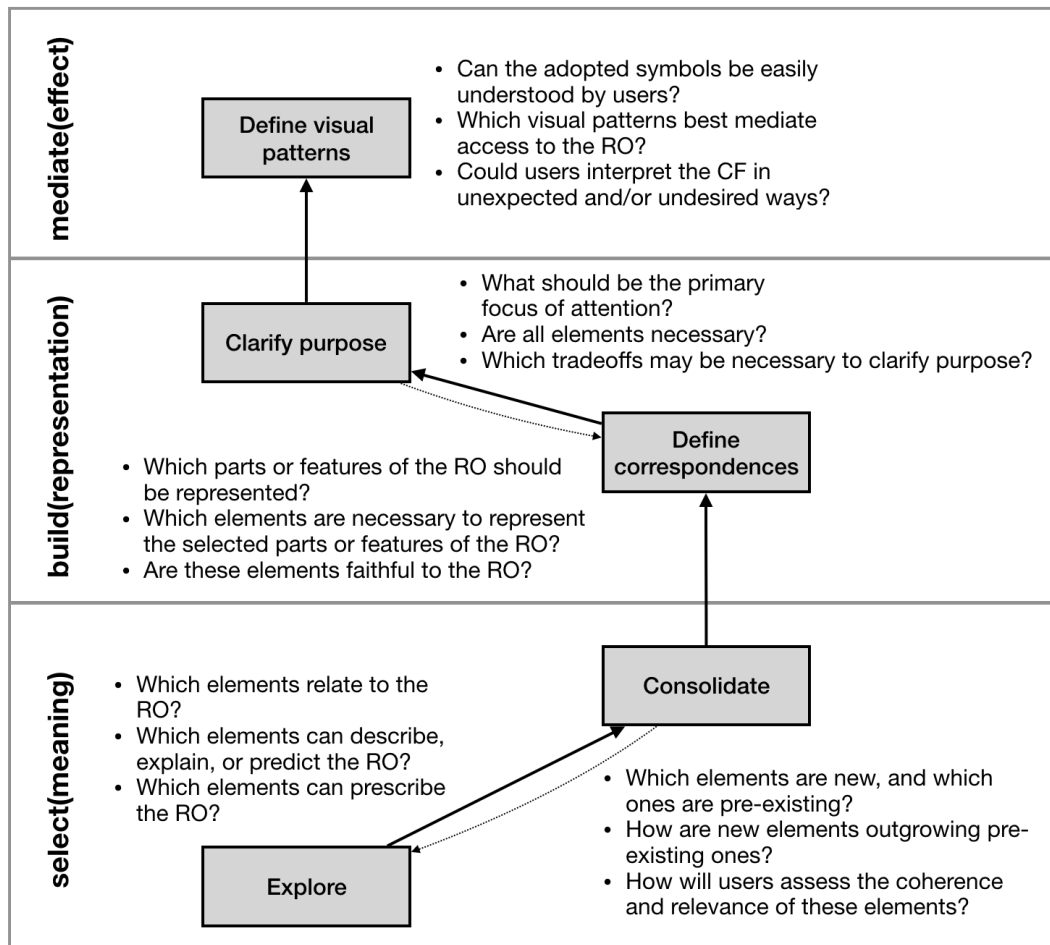 mediate(effect)
Define visual
patterns
• Can the adopted symbols be easily
understood by users?
• Which visual patterns best mediate
access to the RO?
• Could users interpret the CF in
unexpected and/or undesired ways?
build(representation)
Clarify purpose
• What should be the primary
focus of attention?
• Are all elements necessary?
• Which tradeoffs may be necessary to clarify purpose?
Define
correspondences
• Which parts or features of the RO should
be represented?
• Which elements are necessary to represent
the selected parts or features of the RO?
• Are these elements faithful to the RO?
select(meaning)
• Which elements relate to the
RO?
• Which elements can describe,
explain, or predict the RO?
• Which elements can prescribe
the RO?
Consolidate
• Which elements are new, and which
ones are pre-existing?
• How are new elements outgrowing pre-
existing ones?
• How will users assess the coherence
and relevance of these elements?
Explore